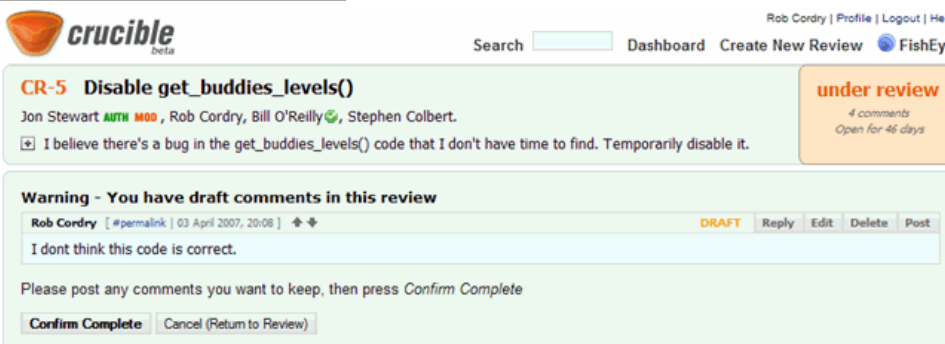 Rob Cordry | Profile | Logout | He
crucible
beta
Search Dashboard Create New Review FishEy
CR-5 Disable get_buddies_levels()
under review
Jon Stewart AUTH MOD , Rob Cordry, Bill O'Reilly, Stephen Colbert.
4 comments
Open for 46 days
I believe there's a bug in the get_buddies_levels() code that I don't have time to find. Temporarily disable it.
Warning - You have draft comments in this review
Rob Cordry [ #permalink | 03 April 2007, 20:08 ] DRAFT Reply Edit Delete Post
I dont think this code is correct.
Please post any comments you want to keep, then press Confirm Complete
Confirm Complete Cancel (Return to Review)